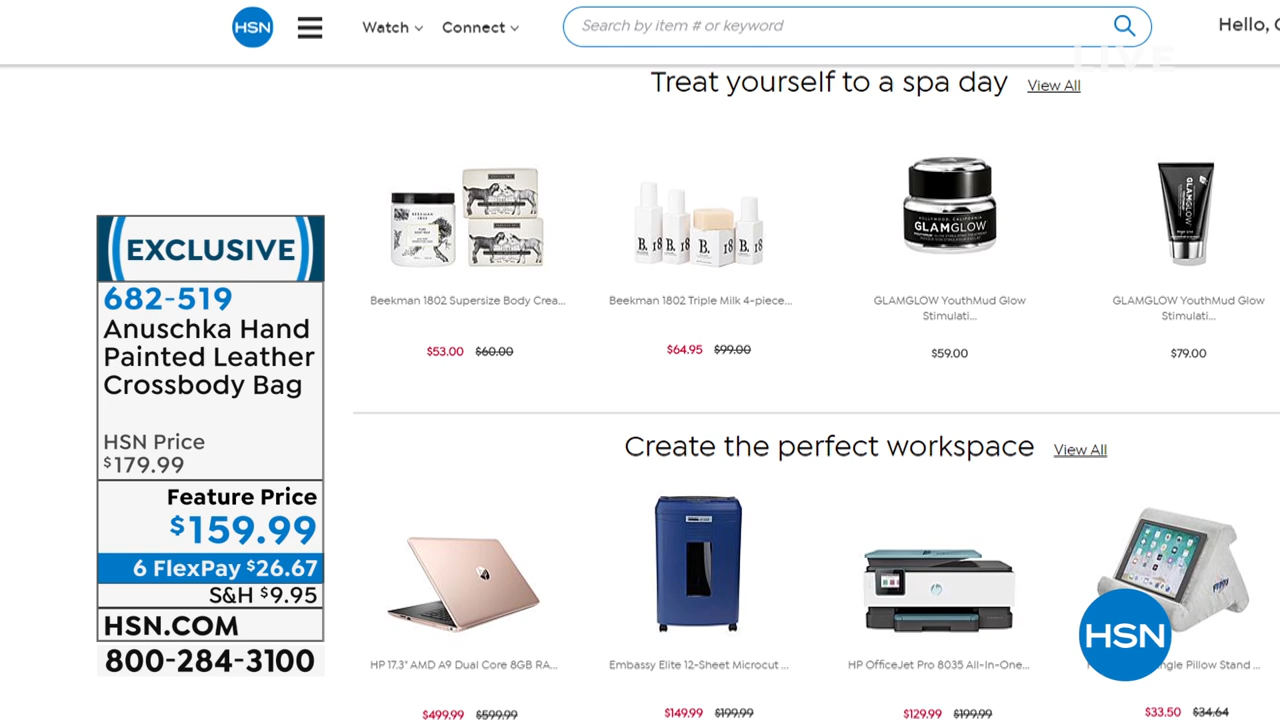 HSN
Watch
Connect
Search by item # or keyword
Hello,
LIVE
Treat yourself to a spa day
View All
Beekman 1802 Supersize Body Crea...
$53.00 $60.00
Beekman 1802 Triple Milk 4-piece...
$64.95 $99.00
GLAMGLOW
GLAMGLOW YouthMud Glow
Stimulati...
$59.00
GLAMGLOW
GLAMGLOW YouthMud Glow
Stimulati...
$79.00
EXCLUSIVE
682-519
Anuschka Hand
Painted Leather
Crossbody Bag
HSN Price
$179.99
Feature Price
$159.99
6 FlexPay $26.67
S&H $9.95
HSN.COM
800-284-3100
Create the perfect workspace
View All
HP 17.3" AMD A9 Dual Core 8GB RA...
$499.99 $599.99
Embassy Elite 12-Sheet Microcut ...
$149.99 $199.99
HP OfficeJet Pro 8035 All-In-One...
$129.99 $199.99
HSN
Pillow Stand ...
$33.50 $34.64